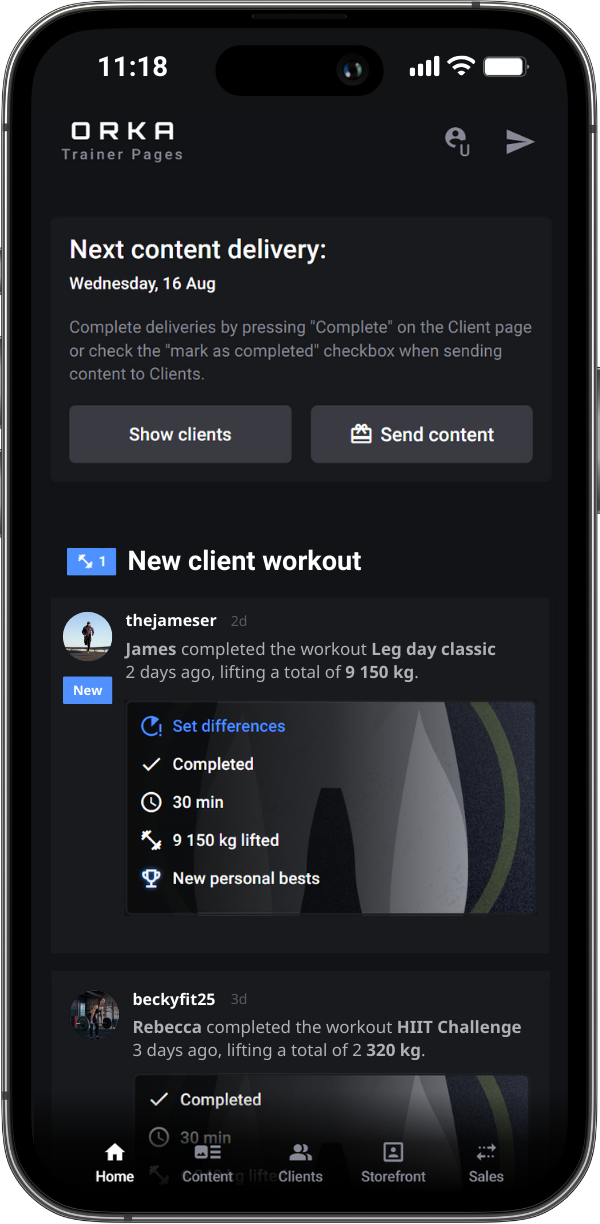 11:18
ORKA
Trainer Pages
U
Next content delivery:
Wednesday, 16 Aug
Complete deliveries by pressing "Complete" on the Client page
or check the "mark as completed" checkbox when sending
content to Clients.
Show clients
Send content
1
New client workout
thejameser 2d
James completed the workout Leg day classic
2 days ago, lifting a total of 9 150 kg.
New
Set differences
Completed
30 min
9 150 kg lifted
New personal bests
beckyfit25 3d
Rebecca completed the workout HIIT Challenge
3 days ago, lifting a total of 2 320 kg.
Completed
30 min
kg lifted
Home
Content
Clients
Storefront
Sales